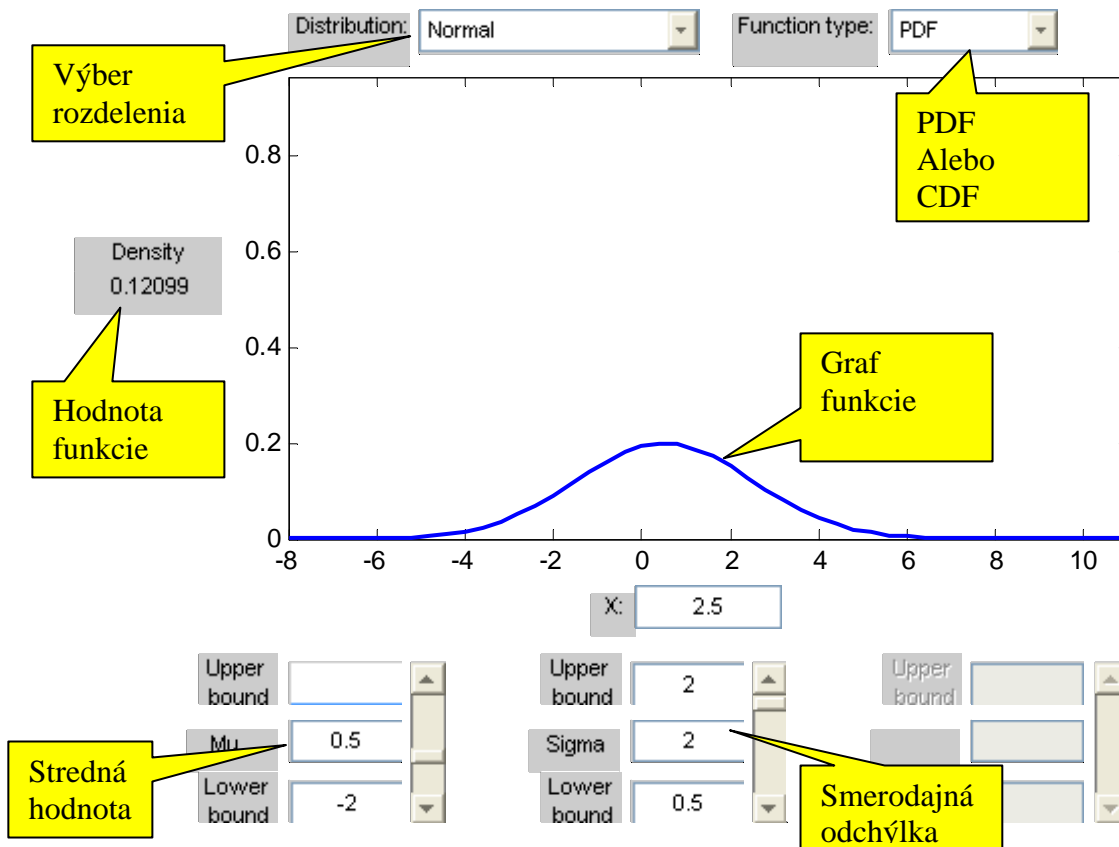 Distribution: Normal
Function type: PDF
Výber
rozdelenia
PDF
Alebo
CDF
0.8
0.6
0.4
0.2
0
Density
0.12099
Hodnota
funkcie
Graf
funkcie
-8 -6 -4 -2 0 2 4 6 8 10
X: 2.5
Upper
bound
Upper
bound
2
Upper
bound
Mu 0.5
Sigma 2
Stredná
hodnota
Lower
bound
-2
Lower
bound
0.5
Smerodajná
odchýlka